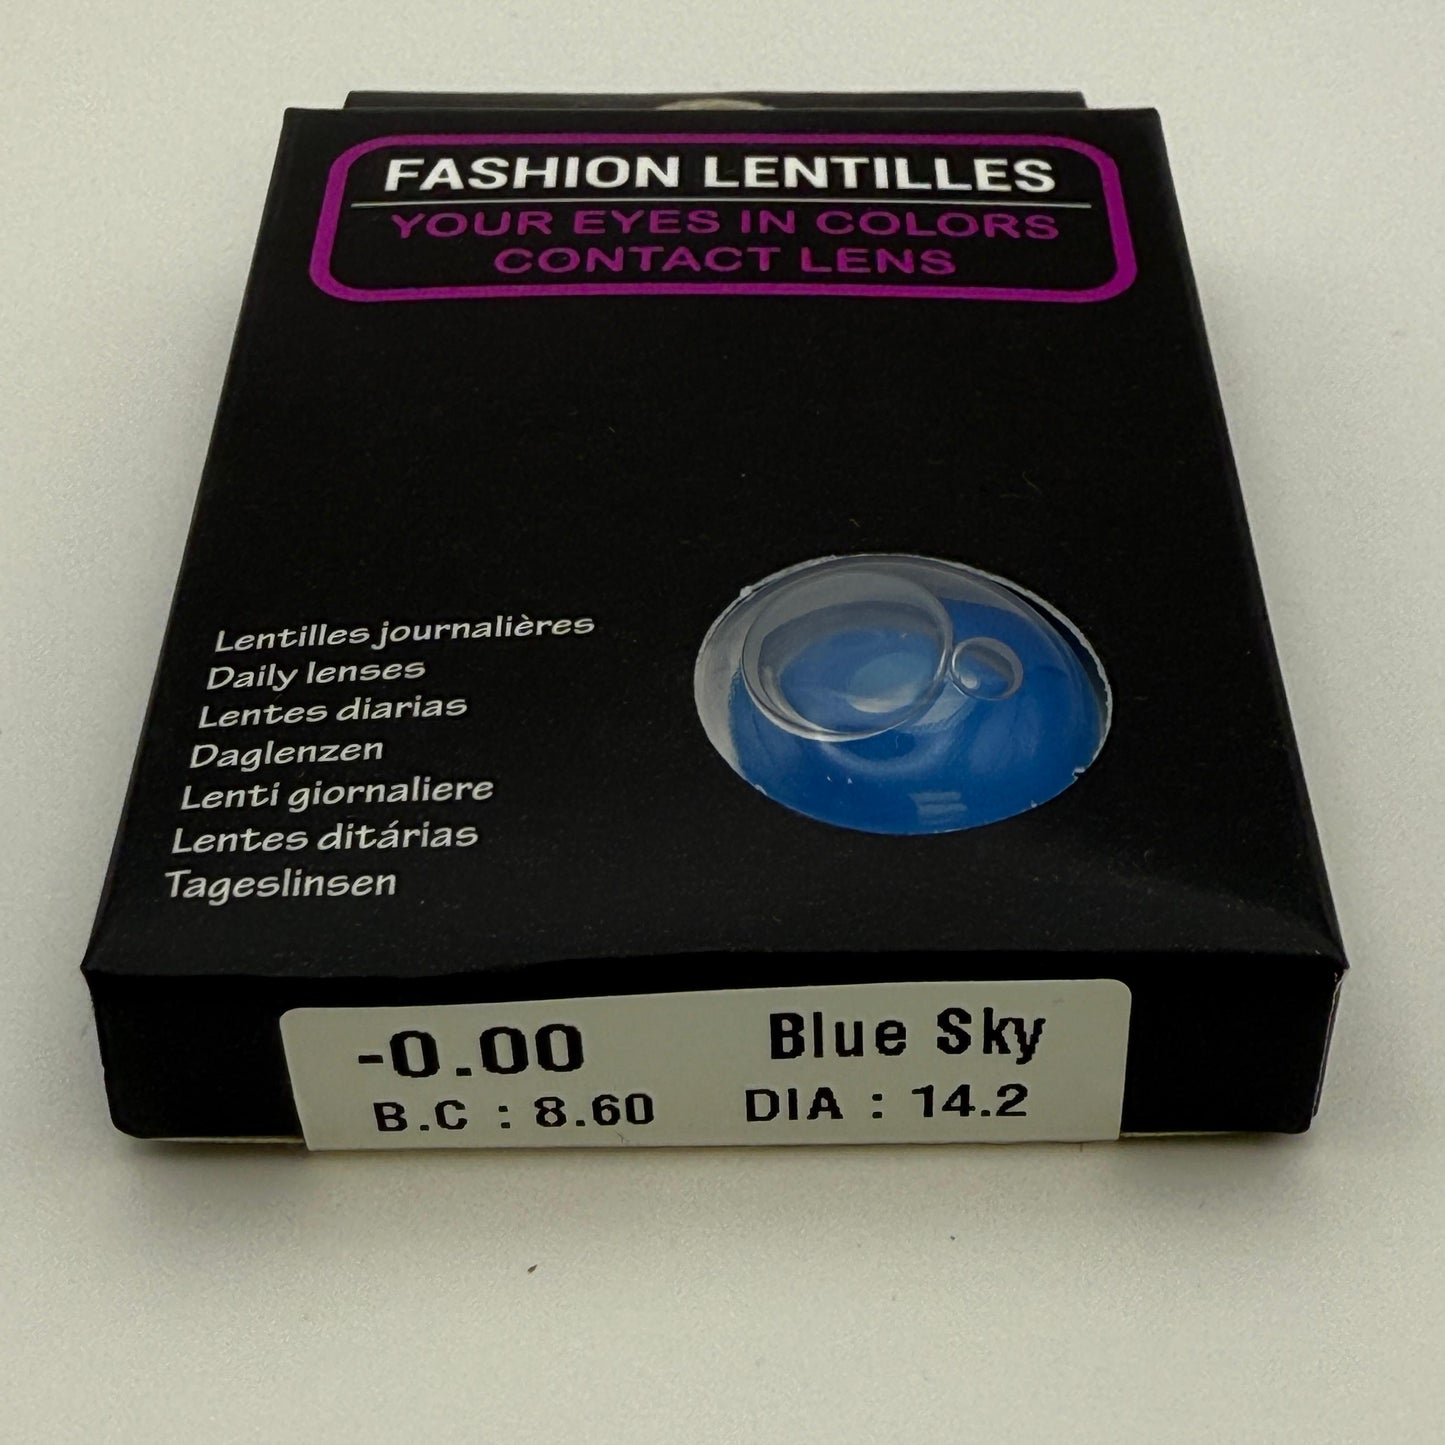 FASHION LENTILLES
YOUR EYES IN COLORS
CONTACT LENS
Lentilles journalières
Daily lenses
Lentes diarias
Daglenzen
Lenti giornaliere
Lentes ditárias
Tageslinsen
-0.00 Blue Sky
B.C : 8.60 DIA : 14.2